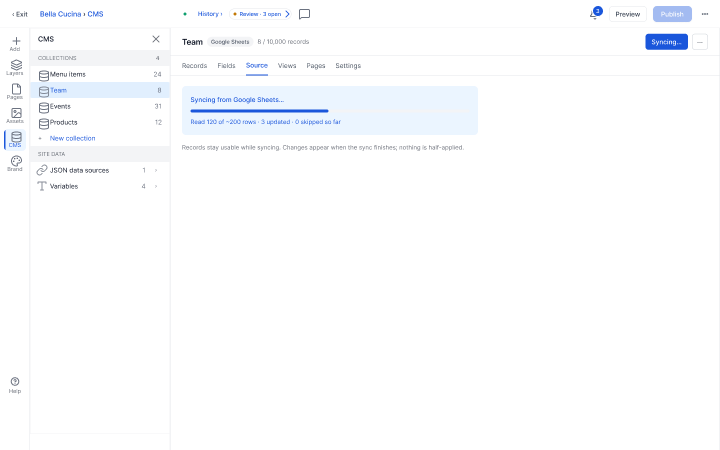 ‹ Exit
Bella Cucina › CMS
History ›
Review · 3 open
3
Preview
Publish
Add
Layers
Pages
Assets
CMS
Brand
Help
CMS
COLLECTIONS 4
Menu items 24
Team 8
Events 31
Products 12
+ New collection
SITE DATA
JSON data sources 1
Variables 4
Team Google Sheets 8 / 10,000 records
Syncing...
Records Fields Source Views Pages Settings
Syncing from Google Sheets...
Read 120 of ~200 rows · 3 updated · 0 skipped so far
Records stay usable while syncing. Changes appear when the sync finishes; nothing is half-applied.